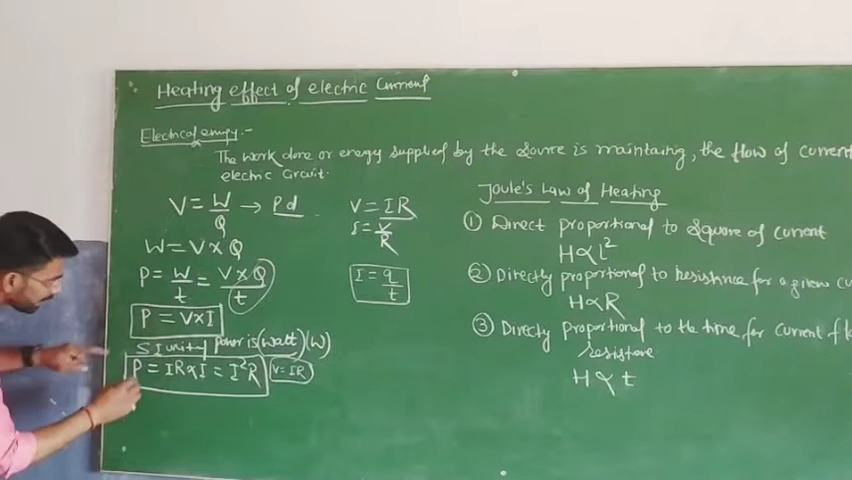 Heating effect of electric Current
Electrical energy:-
The work done or energy supplied by the source is maintaining, the flow of current
electric circuit.
V = W/Q → Pd
W = V × Q
P = W/t = V × Q/t
P = V×I
S I unit of power is (watt) (W)
P = IR×I = I²R (V = IR)
V = IR
I = V/R
I = q/t
Joule's Law of Heating
① Direct proportional to square of current
H ∝ I²
② Directly proportional to resistance for a given cu
H ∝ R
③ Directly proportional to the time, for current f
resistance
H ∝ t